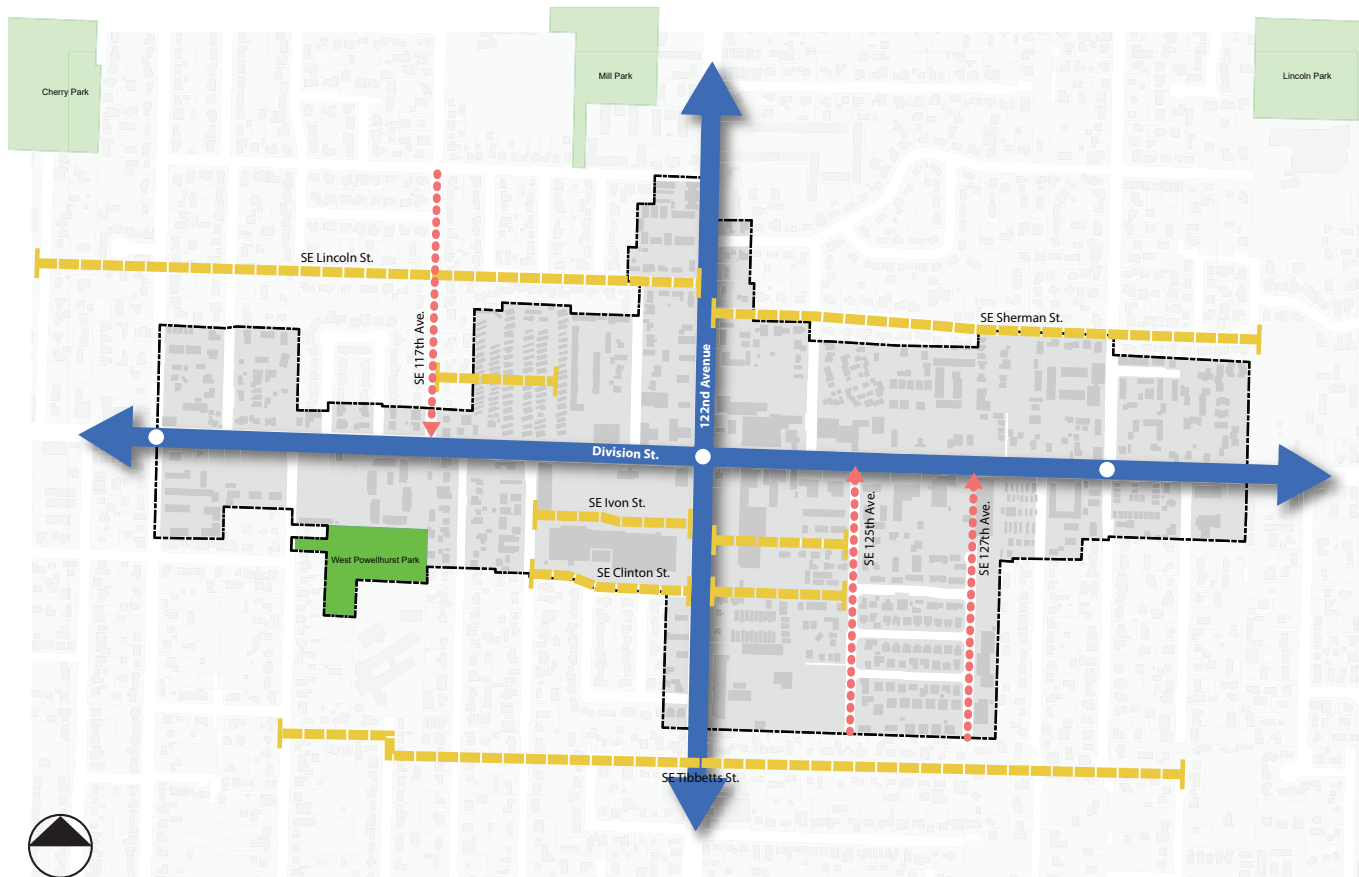 Mill Park
Lincoln Park
Cherry Park
SE Lincoln St.
SE Sherman St.
SE 117th Ave.
122nd Avenue
Division St.
SE Ivon St.
SE 125th Ave.
SE 127th Ave.
West Powellhurst Park
SE Clinton St.
SE Tibbetts St.